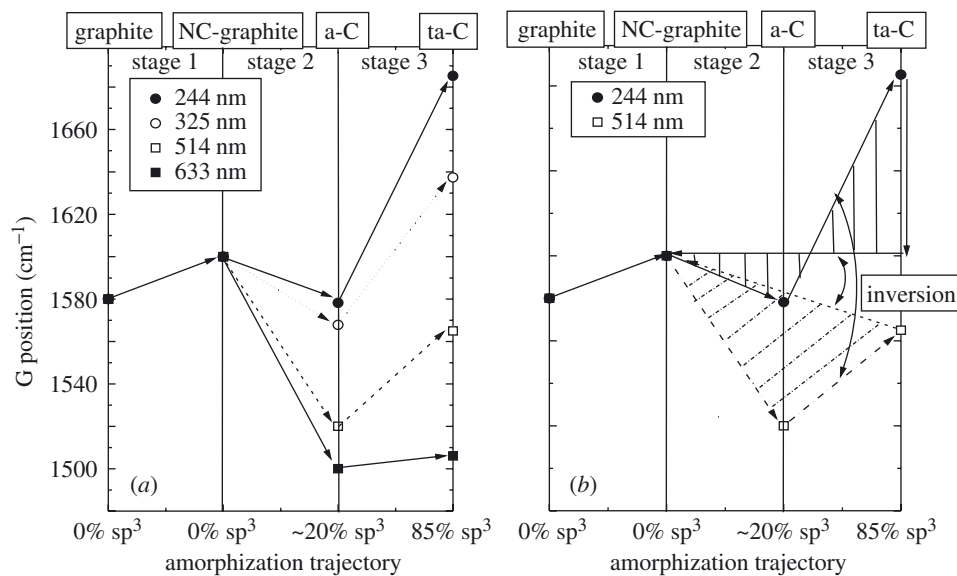 graphite NC-graphite a-C ta-C
stage 1 stage 2 stage 3
244 nm
325 nm
514 nm
633 nm
1660
1620
1580
1540
1500
G position (cm⁻¹)
(a)
0% sp³ 0% sp³ ~20% sp³ 85% sp³
amorphization trajectory
graphite NC-graphite a-C ta-C
stage 1 stage 2 stage 3
244 nm
514 nm
inversion
(b)
0% sp³ 0% sp³ ~20% sp³ 85% sp³
amorphization trajectory